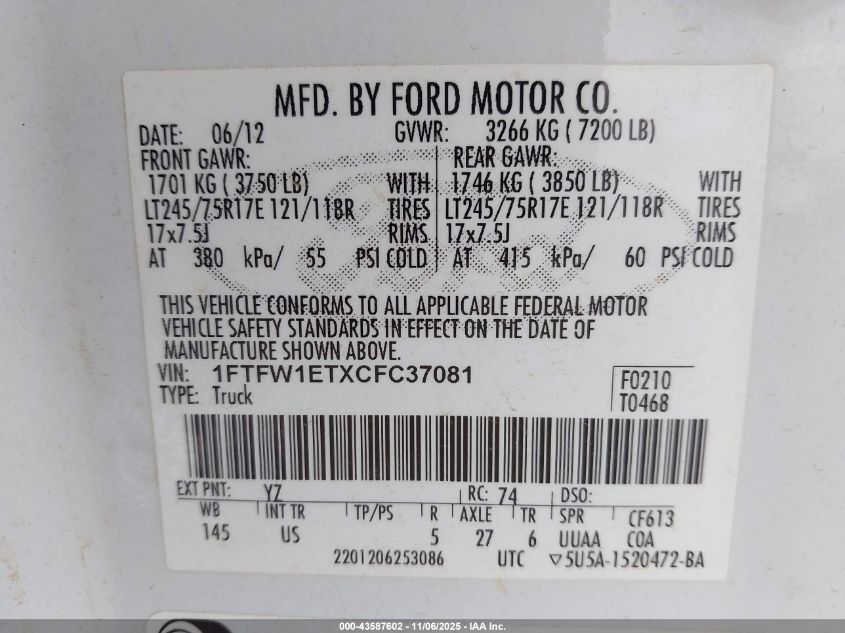 MFD. BY FORD MOTOR CO.
DATE: 06/12 GVWR: 3266 KG ( 7200 LB)
FRONT GAWR: REAR GAWR:
1701 KG ( 3750 LB) WITH 1746 KG ( 3850 LB) WITH
LT245/75R17E 121/118R TIRES LT245/75R17E 121/118R TIRES
17x7.5J RIMS 17x7.5J RIMS
AT 380 kPa/ 55 PSI COLD AT 415 kPa/ 60 PSI COLD
THIS VEHICLE CONFORMS TO ALL APPLICABLE FEDERAL MOTOR
VEHICLE SAFETY STANDARDS IN EFFECT ON THE DATE OF
MANUFACTURE SHOWN ABOVE.
VIN: 1FTFW1ETXCFC37081 F0210
TYPE: Truck T0468
EXT PNT: YZ RC: 74 DSO:
WB INT TR TP/PS R AXLE TR SPR CF613
145 US 5 27 6 UUAA COA
2201206253086 UTC ▽5U5A-1520472-BA
000-43587602 - 11/06/2025 - IAA Inc.